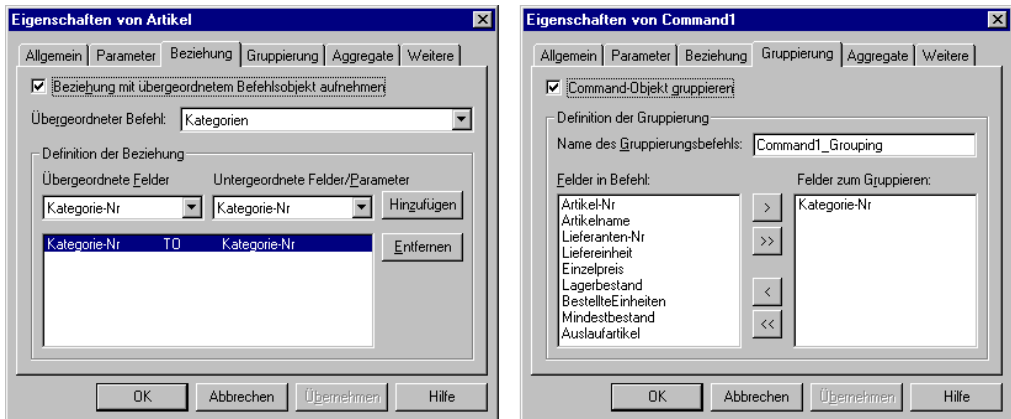 Eigenschaften von Artikel
Allgemein Parameter Beziehung Gruppierung Aggregate Weitere
Beziehung mit übergeordnetem Befehlsobjekt aufnehmen
Übergeordneter Befehl: Kategorien
Definition der Beziehung
Übergeordnete Felder Untergeordnete Felder/Parameter
Kategorie-Nr Kategorie-Nr Hinzufügen
Kategorie-Nr TO Kategorie-Nr Entfernen
OK Abbrechen Übernehmen Hilfe
Eigenschaften von Command1
Allgemein Parameter Beziehung Gruppierung Aggregate Weitere
Command-Objekt gruppieren
Definition der Gruppierung
Name des Gruppierungsbefehls: Command1_Grouping
Felder in Befehl: Felder zum Gruppieren:
Artikel-Nr > Kategorie-Nr
Artikelname
Lieferanten-Nr >>
Liefereinheit
Einzelpreis
Lagerbestand <
BestellteEinheiten
Mindestbestand <<
Auslaufartikel
OK Abbrechen Übernehmen Hilfe